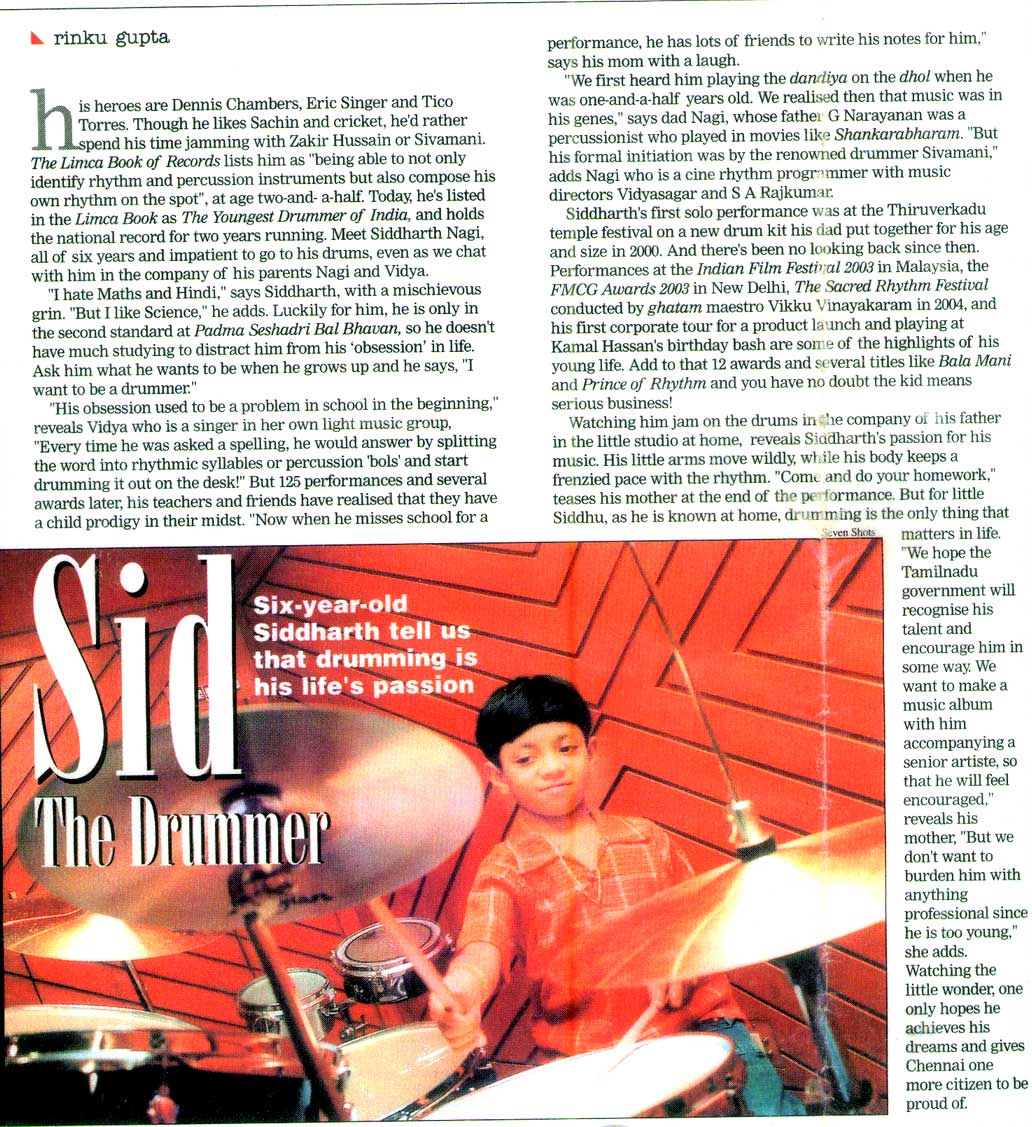 rinku gupta
his heroes are Dennis Chambers, Eric Singer and Tico
Torres. Though he likes Sachin and cricket, he'd rather
spend his time jamming with Zakir Hussain or Sivamani.
The Limca Book of Records lists him as "being able to not only
identify rhythm and percussion instruments but also compose his
own rhythm on the spot", at age two-and- a-half. Today, he's listed
in the Limca Book as The Youngest Drummer of India, and holds
the national record for two years running. Meet Siddharth Nagi,
all of six years and impatient to go to his drums, even as we chat
with him in the company of his parents Nagi and Vidya.
"I hate Maths and Hindi," says Siddharth, with a mischievous
grin. "But I like Science," he adds. Luckily for him, he is only in
the second standard at Padma Seshadri Bal Bhavan, so he doesn't
have much studying to distract him from his 'obsession' in life.
Ask him what he wants to be when he grows up and he says, "I
want to be a drummer."
"His obsession used to be a problem in school in the beginning,"
reveals Vidya who is a singer in her own light music group,
"Every time he was asked a spelling, he would answer by splitting
the word into rhythmic syllables or percussion 'bols' and start
drumming it out on the desk!" But 125 performances and several
awards later, his teachers and friends have realised that they have
a child prodigy in their midst. "Now when he misses school for a
performance, he has lots of friends to write his notes for him,"
says his mom with a laugh.
"We first heard him playing the dandiya on the dhol when he
was one-and-a-half years old. We realised then that music was in
his genes," says dad Nagi, whose father G Narayanan was a
percussionist who played in movies like Shankarabharam. "But
his formal initiation was by the renowned drummer Sivamani,"
adds Nagi who is a cine rhythm programmer with music
directors Vidyasagar and S A Rajkumar.
Siddharth's first solo performance was at the Thiruverkadu
temple festival on a new drum kit his dad put together for his age
and size in 2000. And there's been no looking back since then.
Performances at the Indian Film Festival 2003 in Malaysia, the
FMCG Awards 2003 in New Delhi, The Sacred Rhythm Festival
conducted by ghatam maestro Vikku Vinayakaram in 2004, and
his first corporate tour for a product launch and playing at
Kamal Hassan's birthday bash are some of the highlights of his
young life. Add to that 12 awards and several titles like Bala Mani
and Prince of Rhythm and you have no doubt the kid means
serious business!
Watching him jam on the drums in the company of his father
in the little studio at home, reveals Siddharth's passion for his
music. His little arms move wildly, while his body keeps a
frenzied pace with the rhythm. "Come and do your homework,"
teases his mother at the end of the performance. But for little
Siddhu, as he is known at home, drumming is the only thing that
matters in life.
"We hope the
Tamilnadu
government will
recognise his
talent and
encourage him in
some way. We
want to make a
music album
with him
accompanying a
senior artiste, so
that he will feel
encouraged,"
reveals his
mother, "But we
don't want to
burden him with
anything
professional since
he is too young,"
she adds.
Watching the
little wonder, one
only hopes he
achieves his
dreams and gives
Chennai one
more citizen to be
proud of.
Seven Shots
Sid
The Drummer
Six-year-old
Siddharth tell us
that drumming is
his life's passion